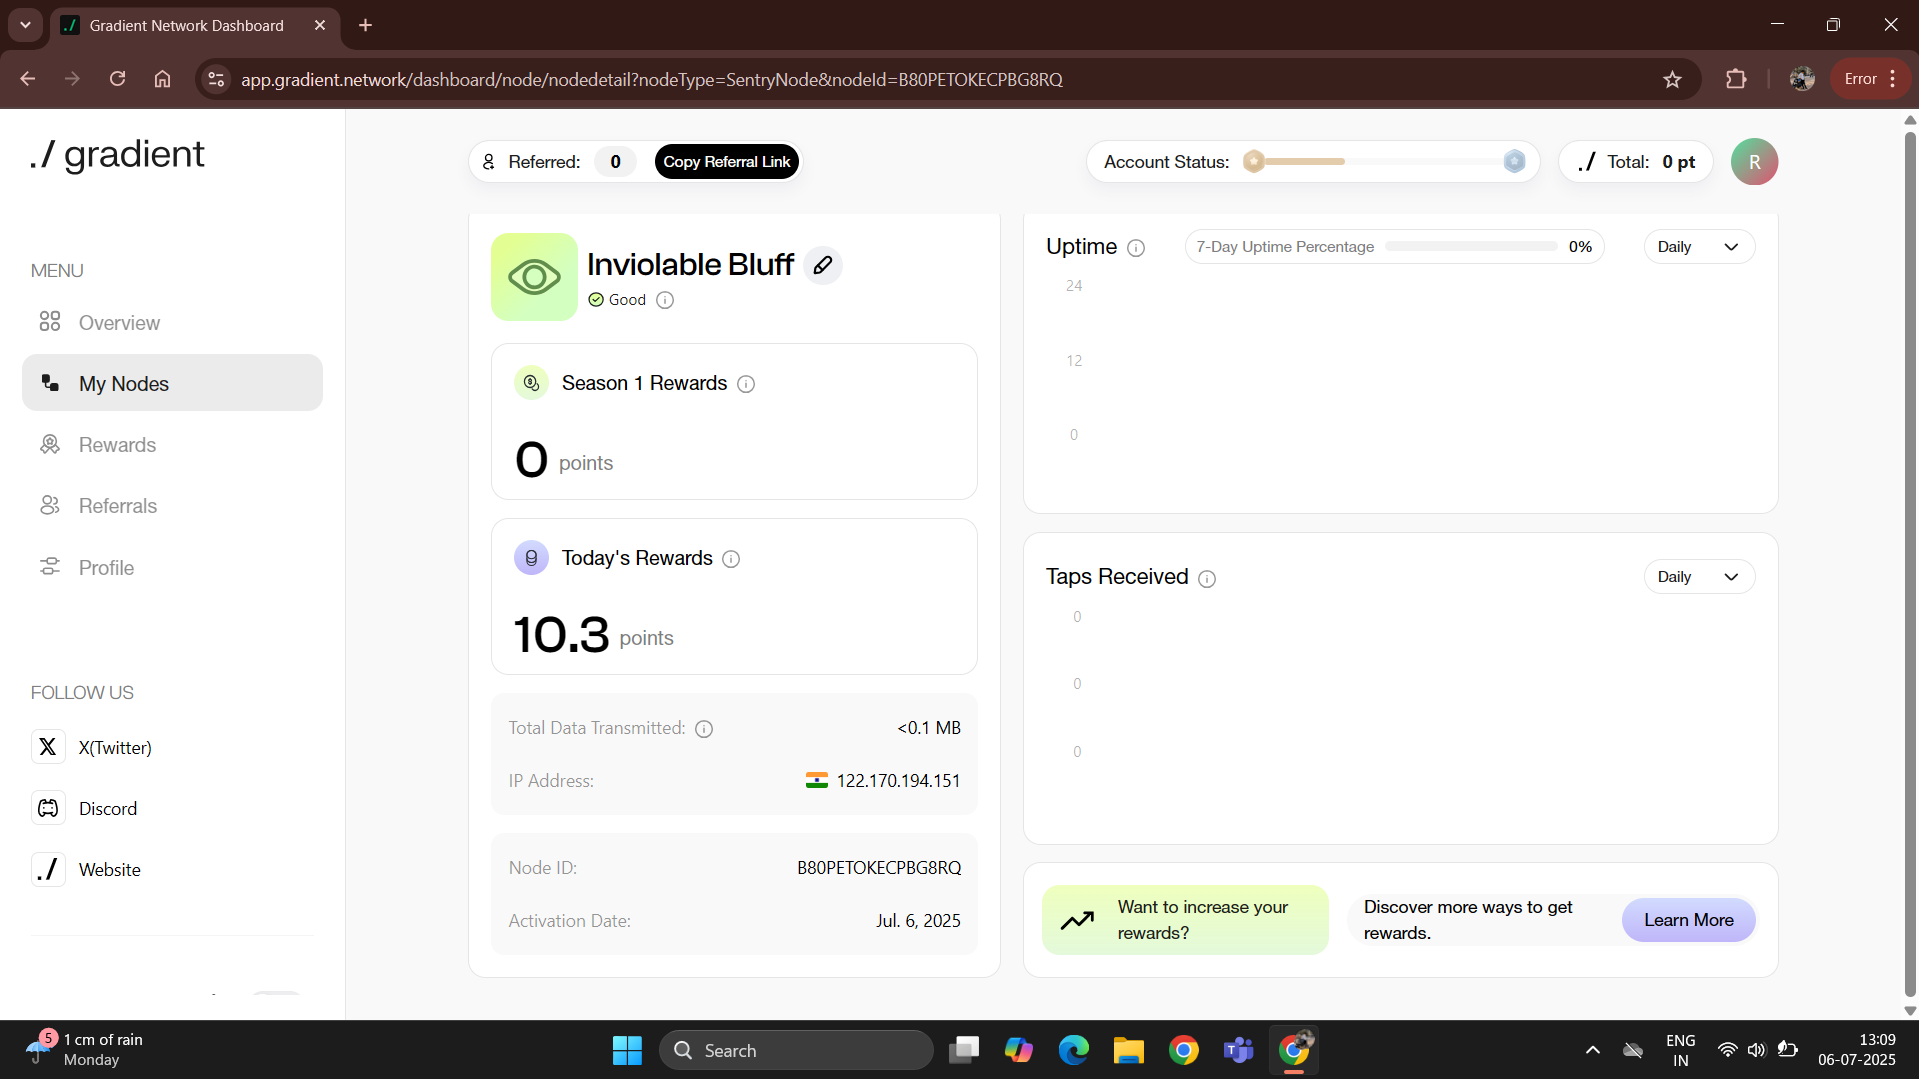 Gradient Network Dashboard
app.gradient.network/dashboard/node/nodedetail?nodeType=SentryNode&nodeId=B80PETOKECPBG8RQ
Error
./ gradient
Referred: 0 Copy Referral Link
Account Status:
./ Total: 0 pt
R
MENU
Overview
My Nodes
Rewards
Referrals
Profile
FOLLOW US
X(Twitter)
Discord
Website
Inviolable Bluff
Good
Season 1 Rewards
0 points
Today's Rewards
10.3 points
Total Data Transmitted: <0.1 MB
IP Address: 122.170.194.151
Node ID: B80PETOKECPBG8RQ
Activation Date: Jul. 6, 2025
Uptime
7-Day Uptime Percentage 0%
Daily
24
12
0
Taps Received
Daily
0
0
0
Want to increase your
rewards?
Discover more ways to get
rewards.
Learn More
5
1 cm of rain
Monday
Search
ENG
IN
13:09
06-07-2025